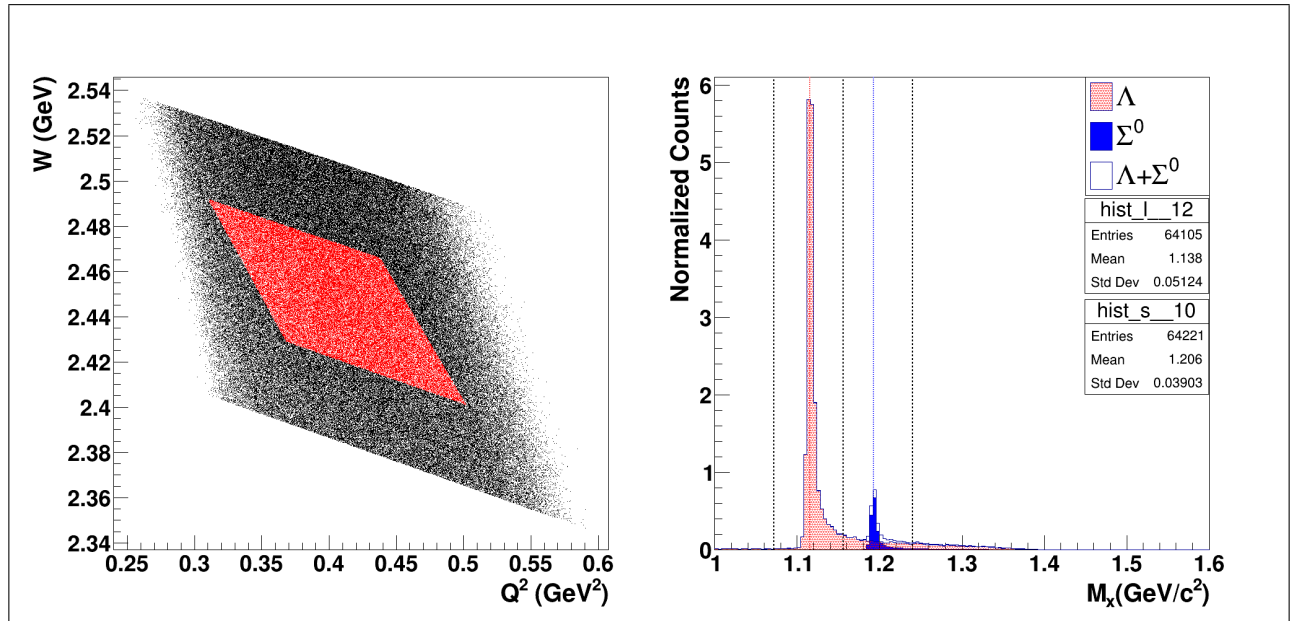 W (GeV)
2.54
2.52
2.5
2.48
2.46
2.44
2.42
2.4
2.38
2.36
2.34
0.25 0.3 0.35 0.4 0.45 0.5 0.55 0.6
Q² (GeV²)
Normalized Counts
6
5
4
3
2
1
0
1 1.1 1.2 1.3 1.4 1.5 1.6
Mₓ(GeV/c²)
Λ
Σ⁰
Λ+Σ⁰
hist_l__12
Entries 64105
Mean 1.138
Std Dev 0.05124
hist_s__10
Entries 64221
Mean 1.206
Std Dev 0.03903